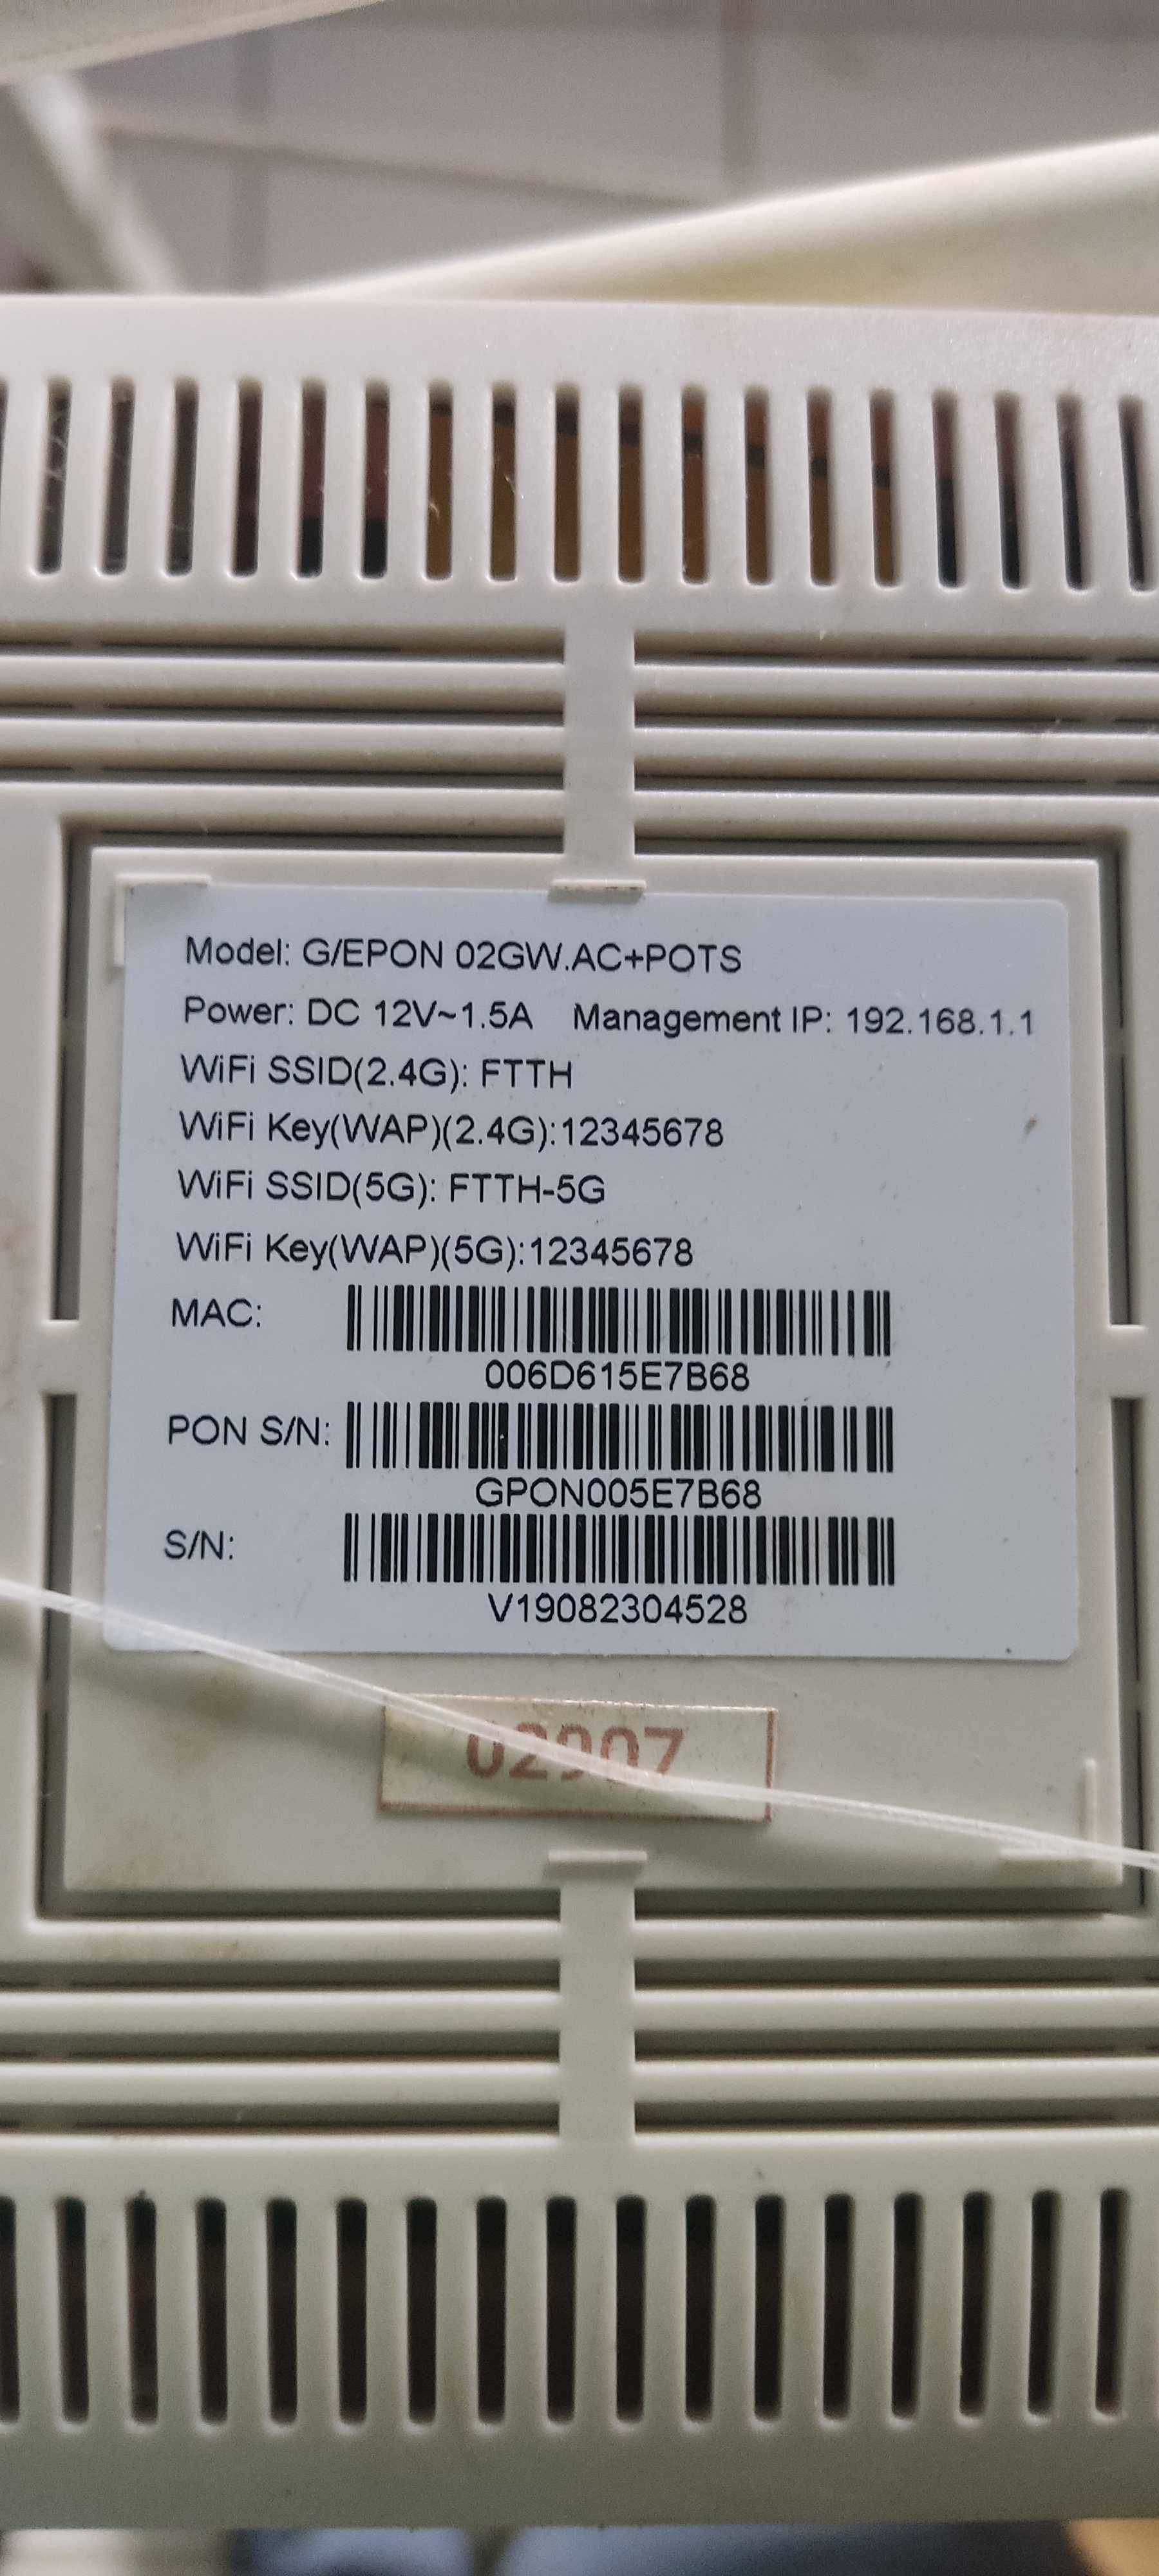 Model: G/EPON 02GW.AC+POTS
Power: DC 12V~1.5A Management IP: 192.168.1.1
WiFi SSID(2.4G): FTTH
WiFi Key(WAP)(2.4G):12345678
WiFi SSID(5G): FTTH-5G
WiFi Key(WAP)(5G):12345678
MAC:
006D615E7B68
PON S/N:
GPON005E7B68
S/N:
V19082304528
02907